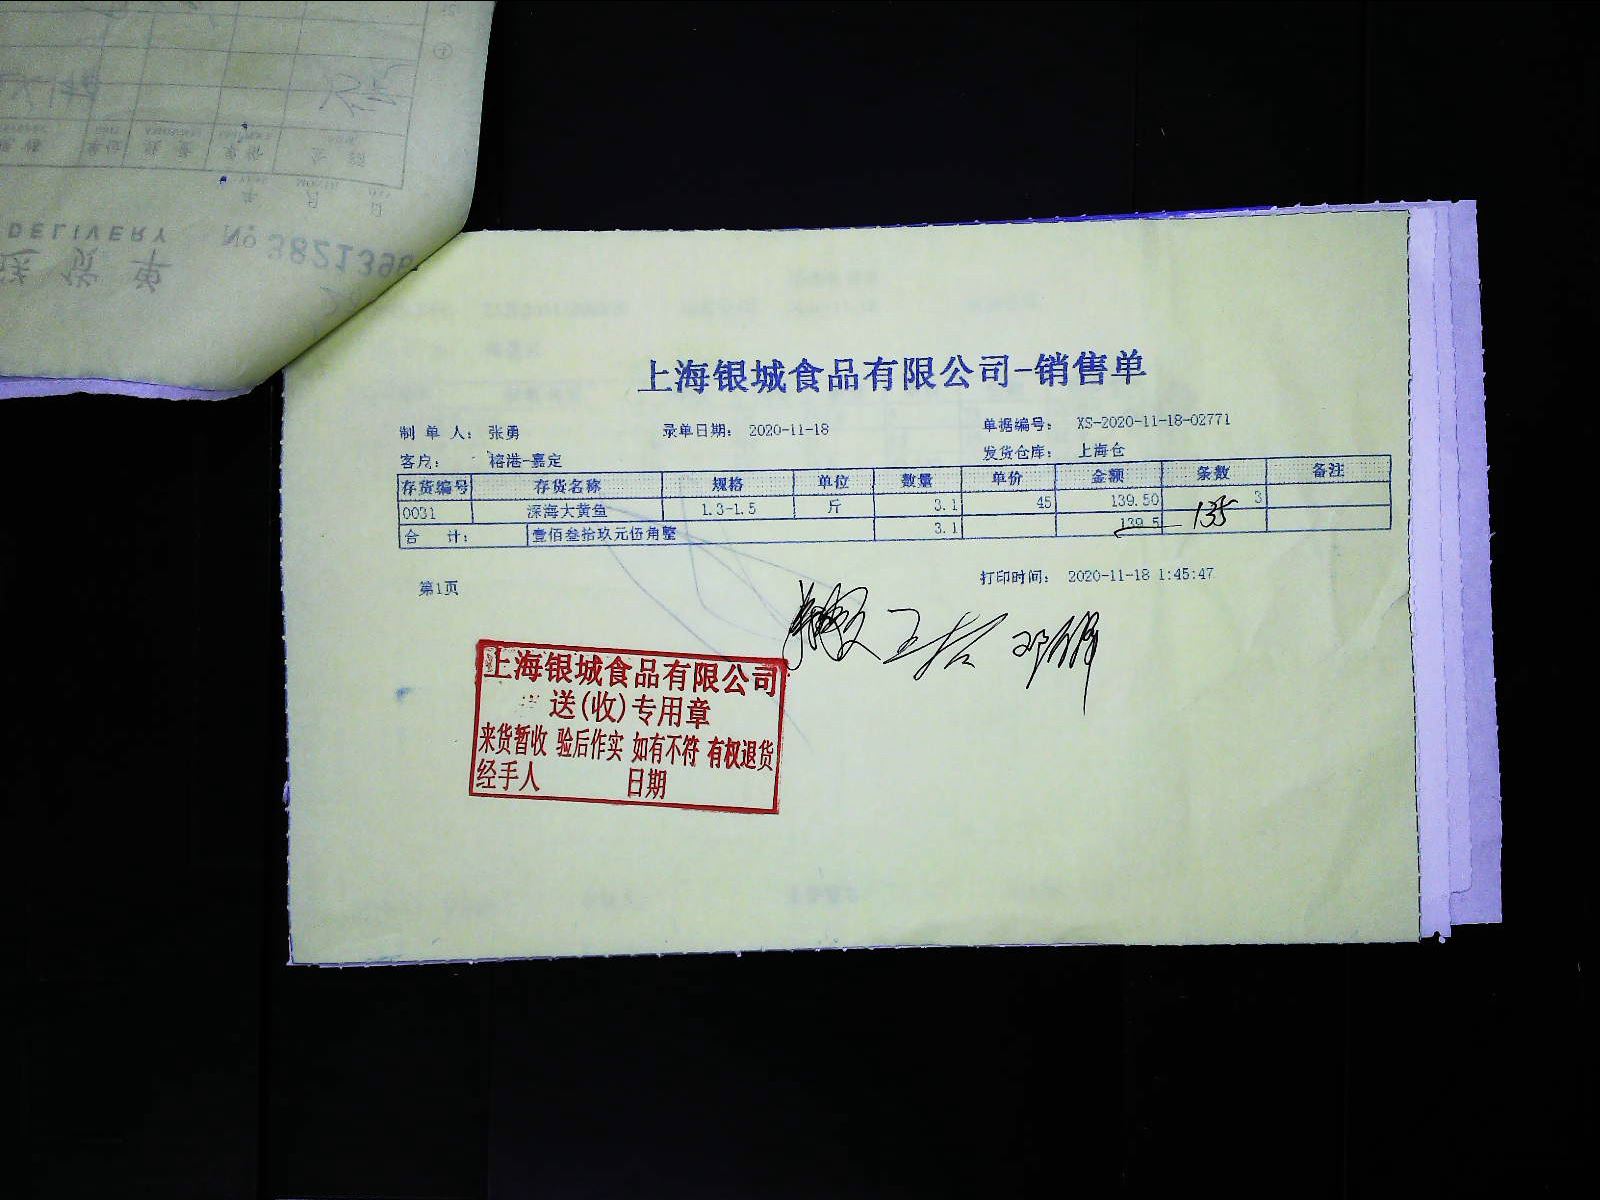 DELIVERY
送货单
No 3821396
上海银城食品有限公司-销售单
制 单 人： 张勇 录单日期： 2020-11-18 单据编号： XS-2020-11-18-02771
客户： 榕港-嘉定 发货仓库： 上海仓
存货编号 存货名称 规格 单位 数量 单价 金额 条数 备注
0031 深海大黄鱼 1.3-1.5 斤 3.1 45 139.50 3
合 计： 壹佰叁拾玖元伍角整 3.1 139.5 135
第1页 打印时间： 2020-11-18 1:45:47
上海银城食品有限公司
送(收)专用章
来货暂收 验后作实 如有不符 有权退货
经手人 日期